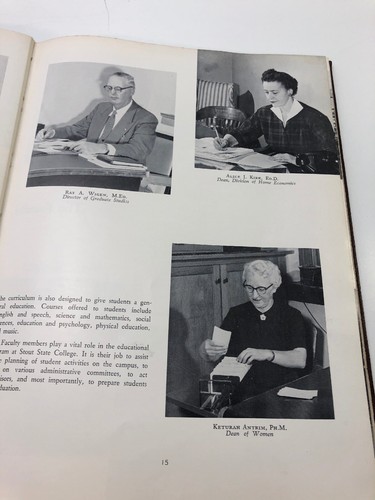 RAY A. WIGEN, M.Ed.
Director of Graduate Studies
ALICE J. KIRK, Ed.D.
Dean, Division of Home Economics
he curriculum is also designed to give students a gen-
ral education. Courses offered to students include
nglish and speech, science and mathematics, social
ences, education and psychology, physical education,
music.
Faculty members play a vital role in the educational
ram at Stout State College. It is their job to assist
planning of student activities on the campus, to
on various administrative committees, to act
isors, and most importantly, to prepare students
duation.
KETURAH ANTRIM, PH.M.
Dean of Women
15